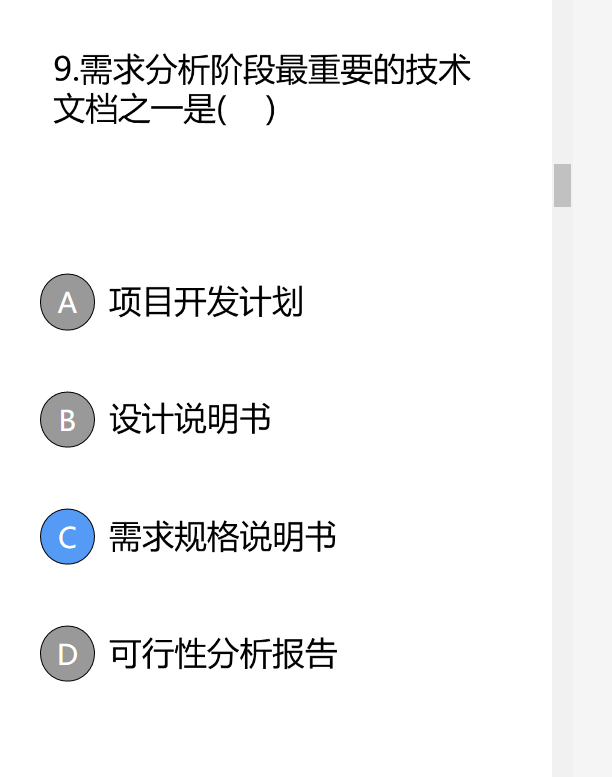 9.需求分析阶段最重要的技术
文档之一是(    )
A 项目开发计划
B 设计说明书
C 需求规格说明书
D 可行性分析报告